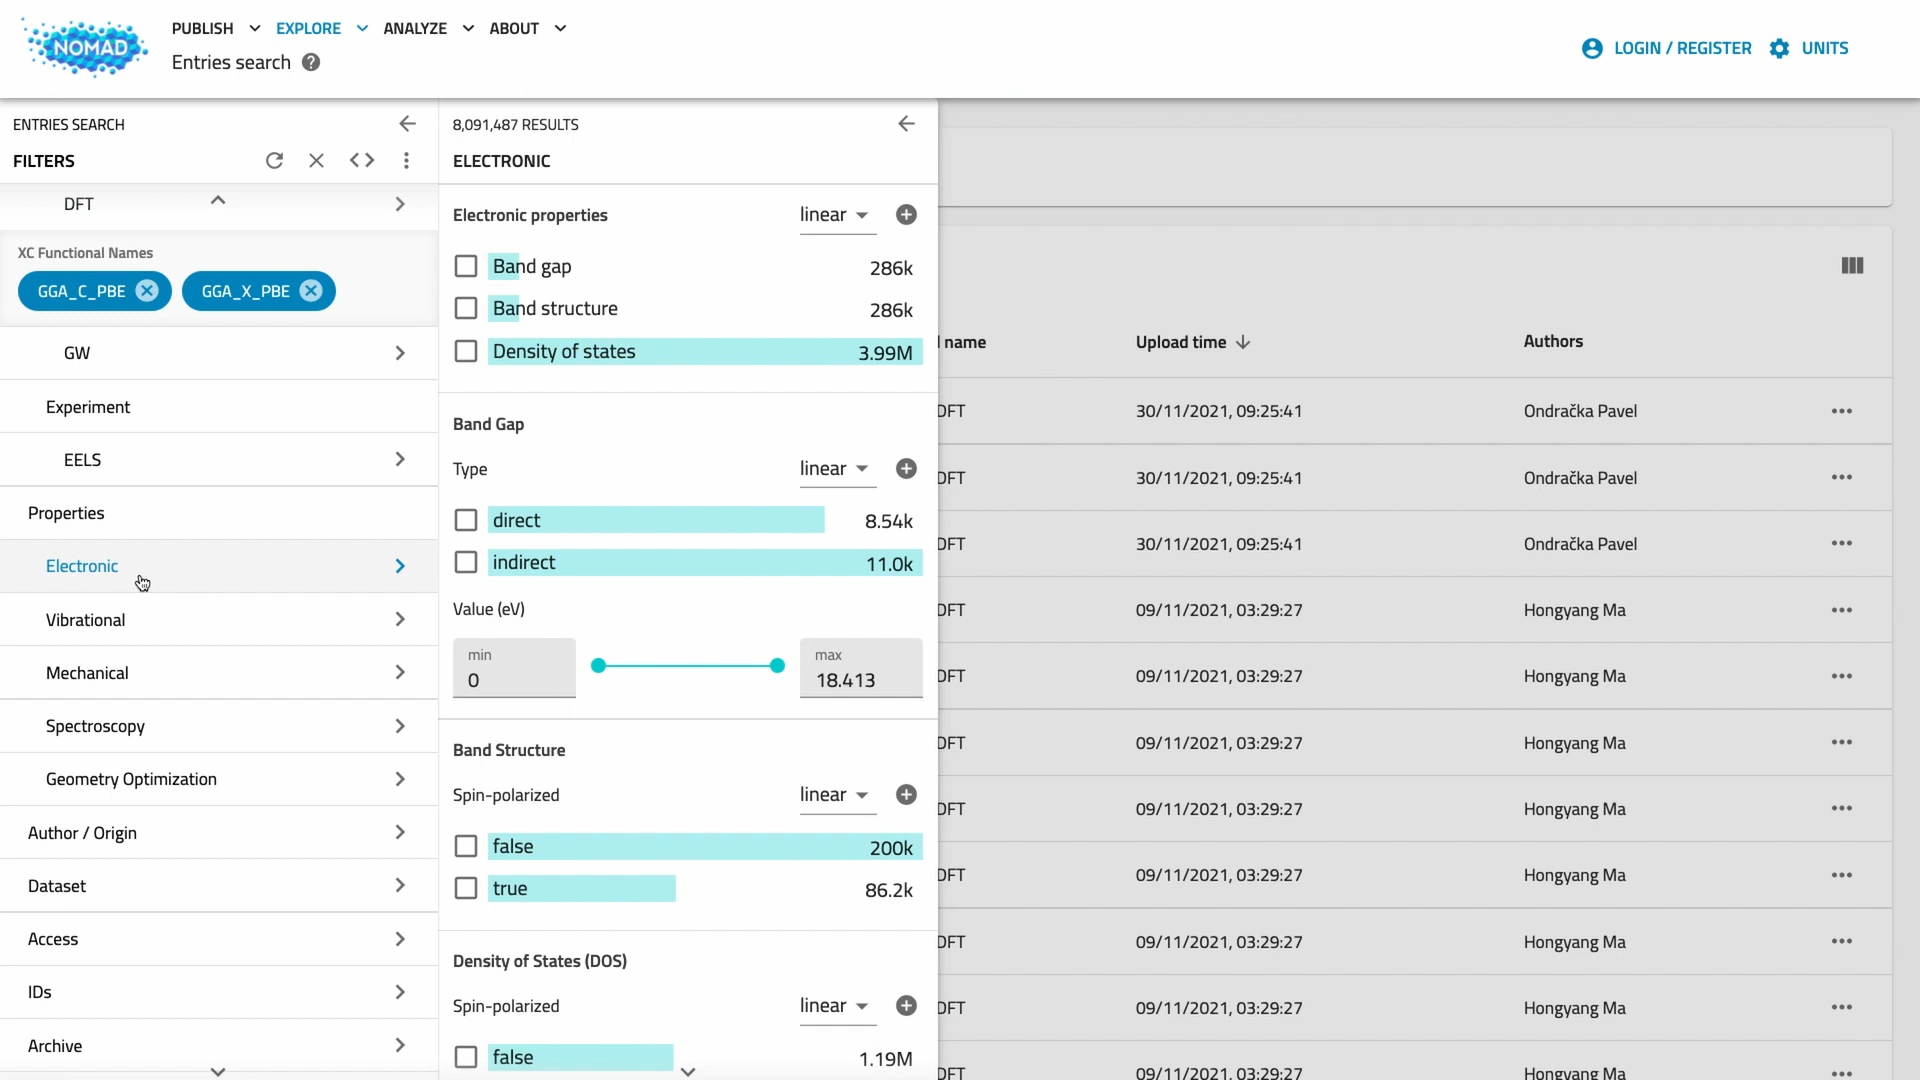 NOMAD
PUBLISH EXPLORE ANALYZE ABOUT
Entries search
LOGIN / REGISTER UNITS
ENTRIES SEARCH
FILTERS
DFT
XC Functional Names
GGA_C_PBE GGA_X_PBE
GW
Experiment
EELS
Properties
Electronic
Vibrational
Mechanical
Spectroscopy
Geometry Optimization
Author / Origin
Dataset
Access
IDs
Archive
8,091,487 RESULTS
ELECTRONIC
Electronic properties linear
Band gap 286k
Band structure 286k
Density of states 3.99M
Band Gap
Type linear
direct 8.54k
indirect 11.0k
Value (eV)
min max
0 18.413
Band Structure
Spin-polarized linear
false 200k
true 86.2k
Density of States (DOS)
Spin-polarized linear
false 1.19M
name Upload time Authors
DFT 30/11/2021, 09:25:41 Ondračka Pavel
DFT 30/11/2021, 09:25:41 Ondračka Pavel
DFT 30/11/2021, 09:25:41 Ondračka Pavel
DFT 09/11/2021, 03:29:27 Hongyang Ma
DFT 09/11/2021, 03:29:27 Hongyang Ma
DFT 09/11/2021, 03:29:27 Hongyang Ma
DFT 09/11/2021, 03:29:27 Hongyang Ma
DFT 09/11/2021, 03:29:27 Hongyang Ma
DFT 09/11/2021, 03:29:27 Hongyang Ma
DFT 09/11/2021, 03:29:27 Hongyang Ma
DFT 09/11/2021, 03:29:27 Hongyang Ma